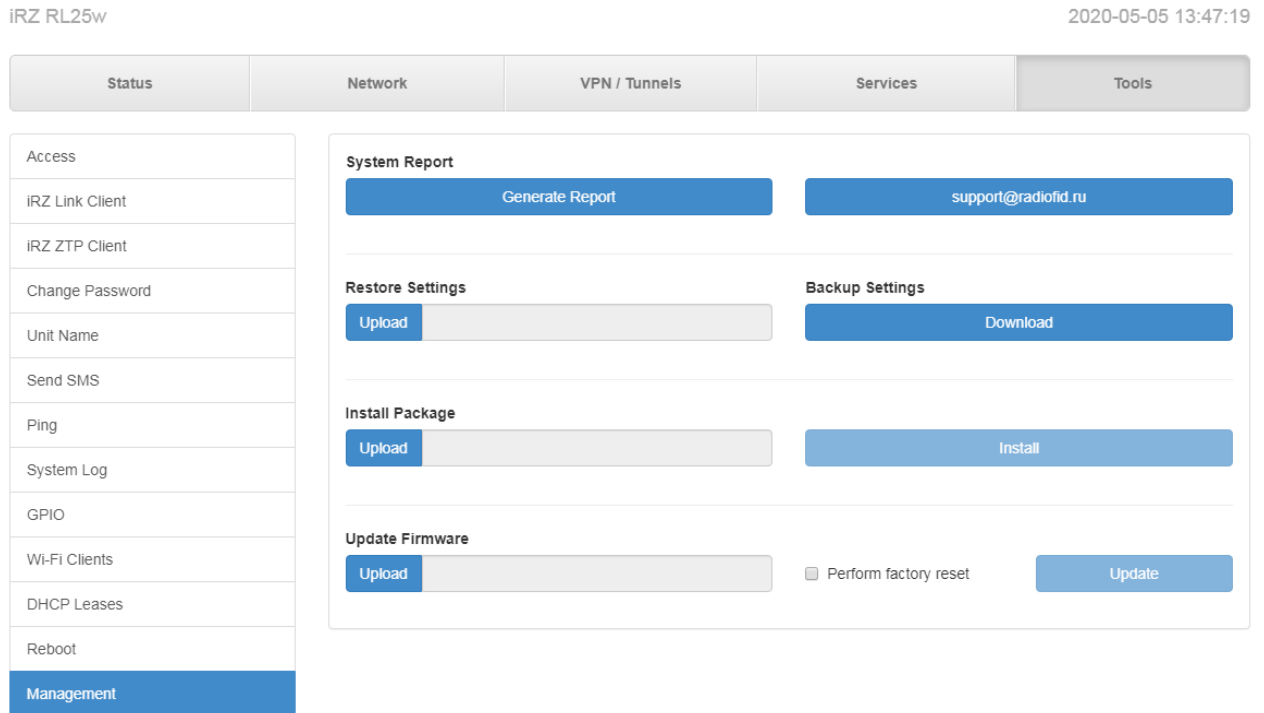 iRZ RL25w 2020-05-05 13:47:19
Status Network VPN / Tunnels Services Tools
Access
iRZ Link Client
iRZ ZTP Client
Change Password
Unit Name
Send SMS
Ping
System Log
GPIO
Wi-Fi Clients
DHCP Leases
Reboot
Management
System Report
Generate Report support@radiofid.ru
Restore Settings Backup Settings
Upload Download
Install Package
Upload Install
Update Firmware
Upload Perform factory reset Update